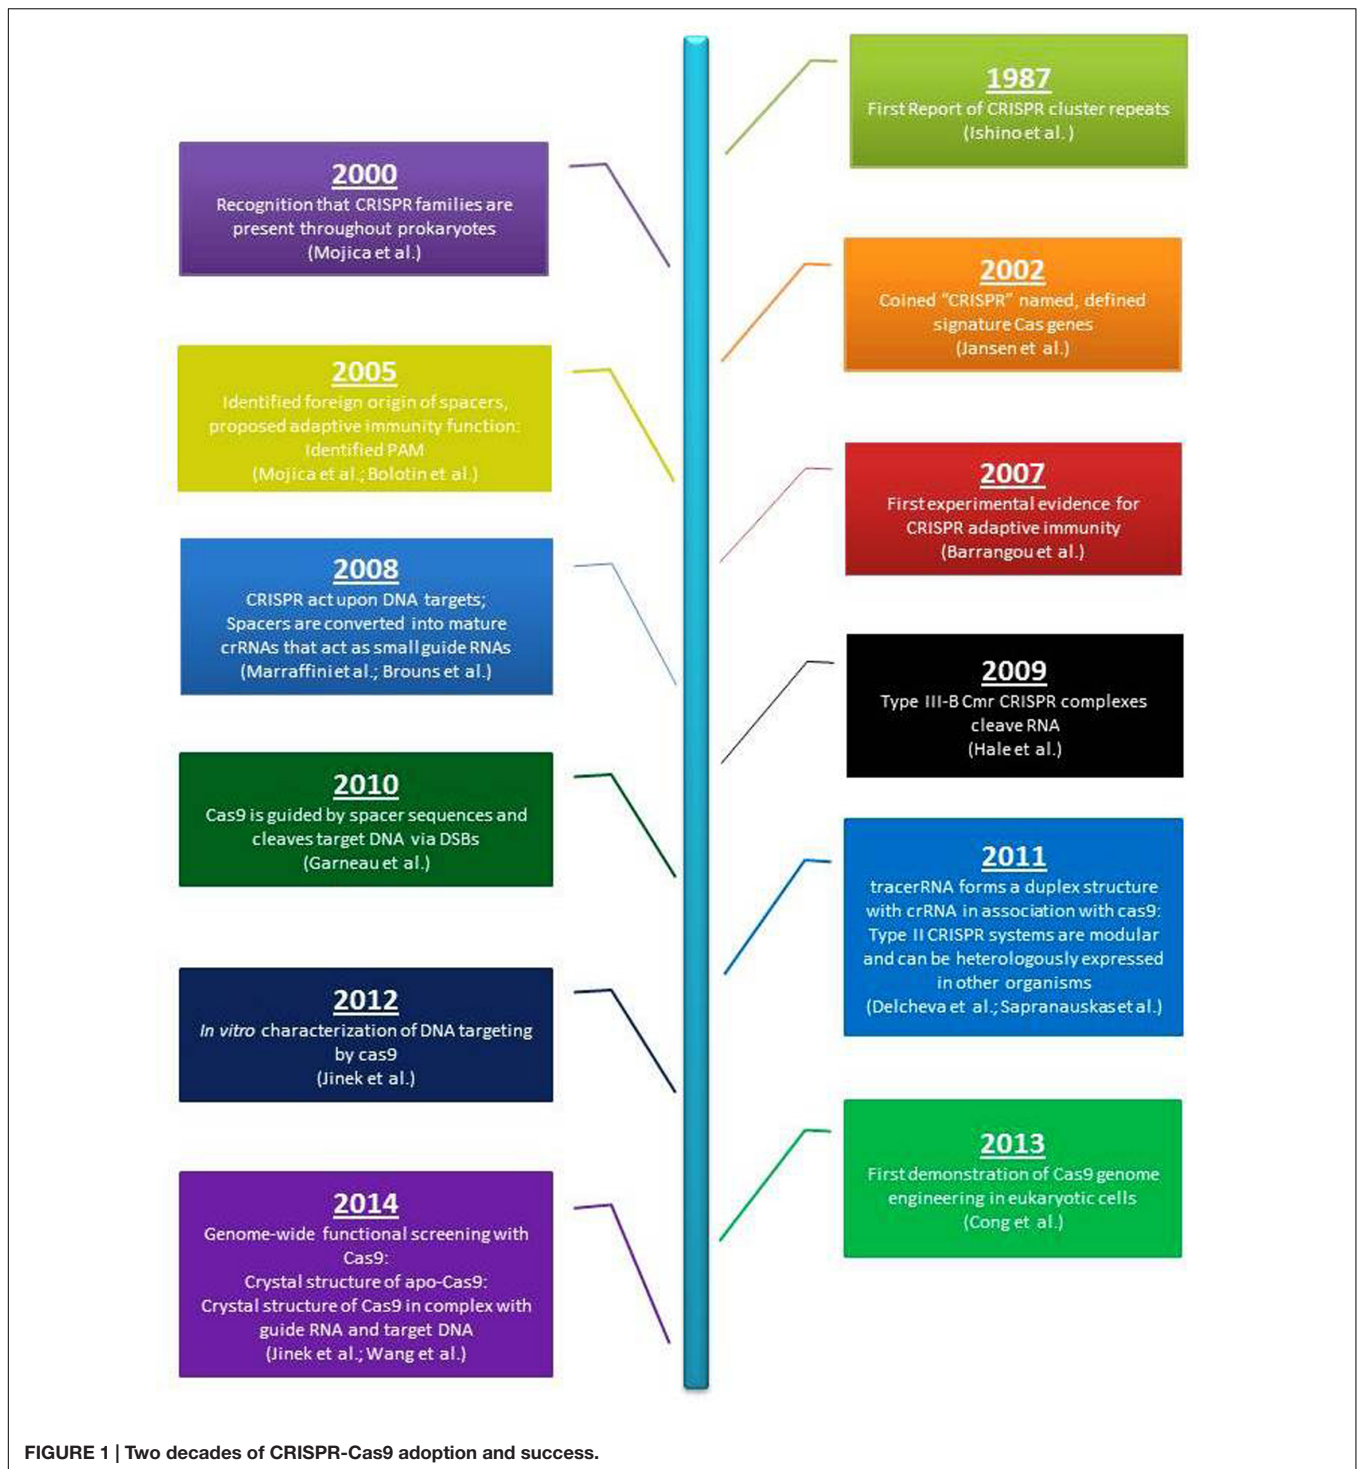 1987
First Report of CRISPR cluster repeats
(Ishino et al. )
2000
Recognition that CRISPR families are
present throughout prokaryotes
(Mojica et al.)
2002
Coined “CRISPR” named, defined
signature Cas genes
(Jansen et al.)
2005
Identified foreign origin of spacers,
proposed adaptive immunity function:
Identified PAM
(Mojica et al.; Bolotin et al.)
2007
First experimental evidence for
CRISPR adaptive immunity
(Barrangou et al.)
2008
CRISPR act upon DNA targets;
Spacers are converted into mature
crRNAs that act as small guide RNAs
(Marraffini et al.; Brouns et al.)
2009
Type III-B Cmr CRISPR complexes
cleave RNA
(Hale et al.)
2010
Cas9 is guided by spacer sequences and
cleaves target DNA via DSBs
(Garneau et al.)
2011
tracerRNA forms a duplex structure
with crRNA in association with cas9:
Type II CRISPR systems are modular
and can be heterologously expressed
in other organisms
(Delcheva et al.; Sapranauskas et al.)
2012
In vitro characterization of DNA targeting
by cas9
(Jinek et al.)
2013
First demonstration of Cas9 genome
engineering in eukaryotic cells
(Cong et al.)
2014
Genome-wide functional screening with
Cas9:
Crystal structure of apo-Cas9:
Crystal structure of Cas9 in complex with
guide RNA and target DNA
(Jinek et al.; Wang et al.)
FIGURE 1 | Two decades of CRISPR-Cas9 adoption and success.